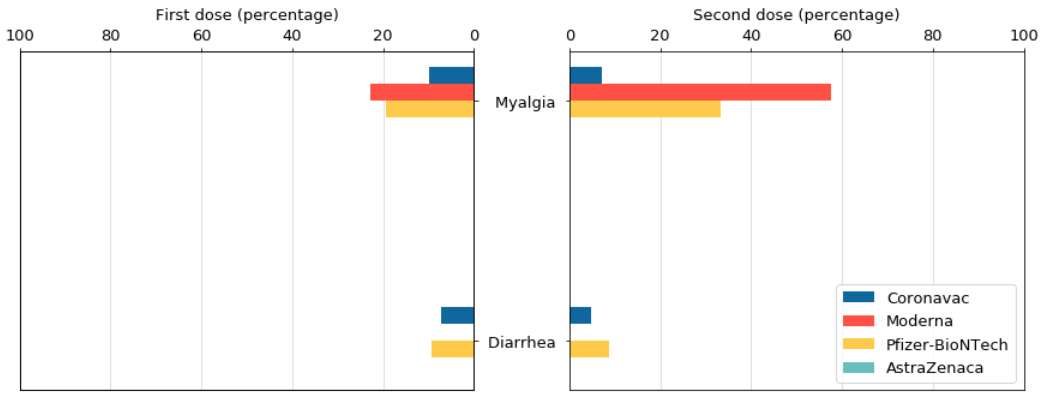 First dose (percentage)
Second dose (percentage)
100 80 60 40 20 0
0 20 40 60 80 100
Myalgia
Diarrhea
Coronavac
Moderna
Pfizer-BioNTech
AstraZenaca